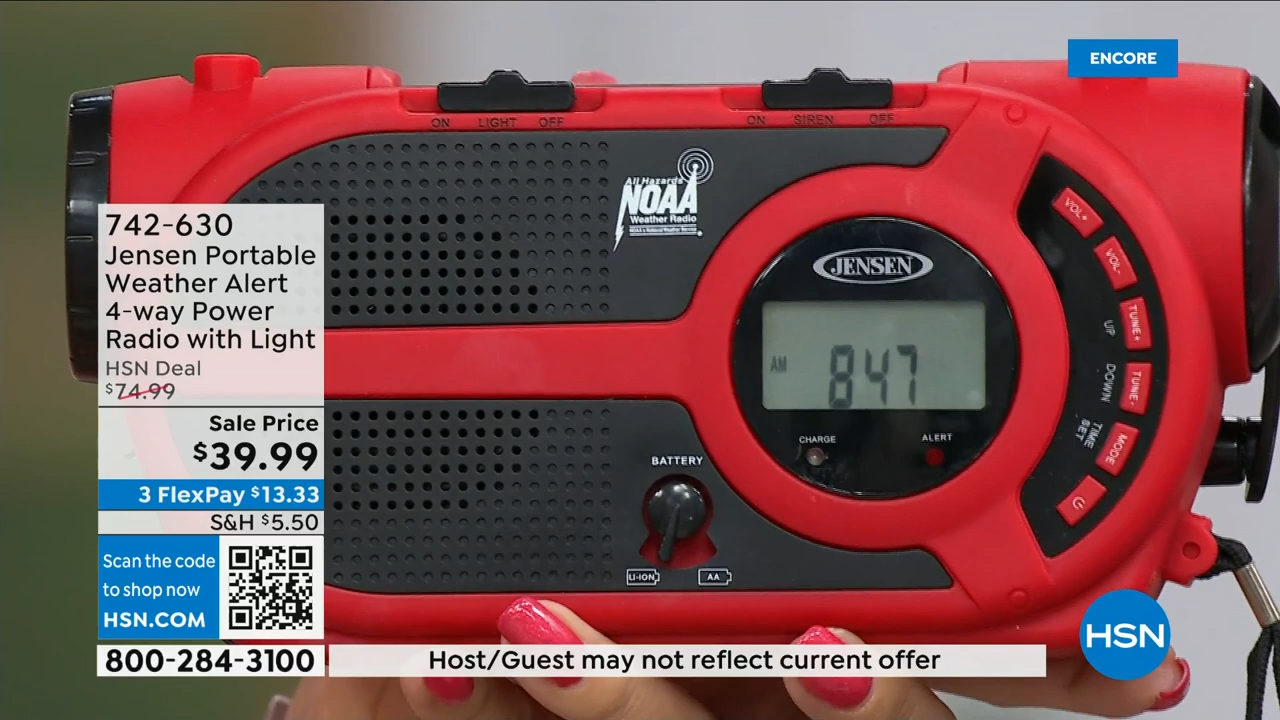 ENCORE
ON LIGHT OFF
ON SIREN OFF
All Hazards
NOAA
Weather Radio
VOL+
VOL-
TUNE+
UP
TUNE-
DOWN
MODE
TIME SET
JENSEN
AM 847
CHARGE
ALERT
BATTERY
LI-ION
AA
742-630
Jensen Portable
Weather Alert
4-way Power
Radio with Light
HSN Deal
$74.99
Sale Price
$39.99
3 FlexPay $13.33
S&H $5.50
Scan the code
to shop now
HSN.COM
800-284-3100
Host/Guest may not reflect current offer
HSN